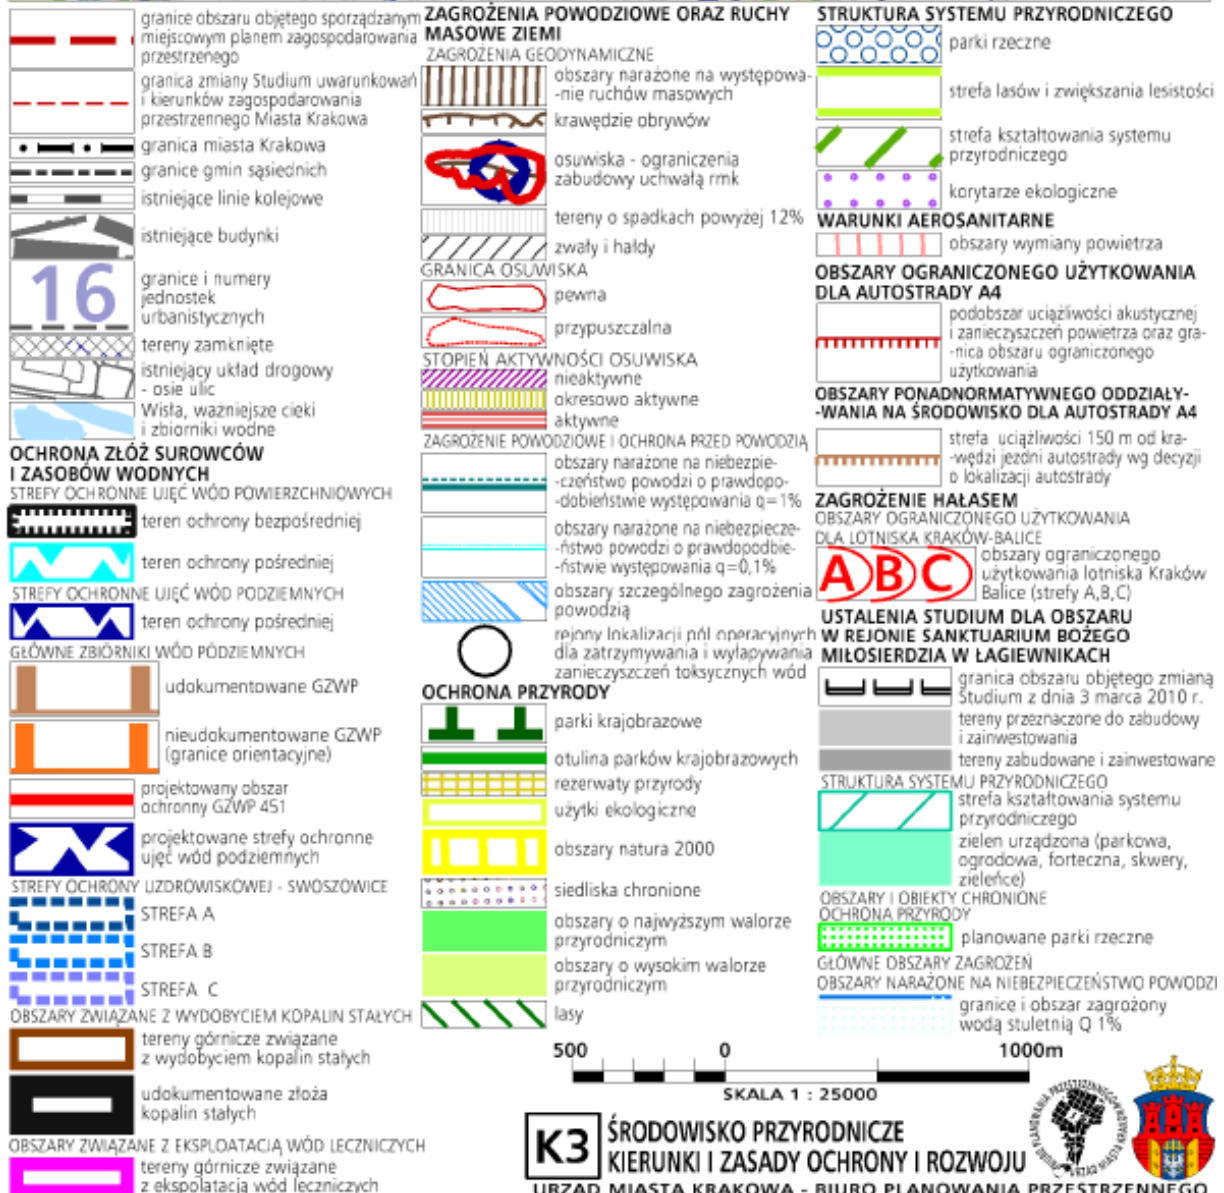 granice obszaru objętego sporządzanym
miejscowym planem zagospodarowania
przestrzenego
granica zmiany Studium uwarunkowań
i kierunków zagospodarowania
przestrzennego Miasta Krakowa
granica miasta Krakowa
granice gmin sąsiednich
istniejące linie kolejowe
istniejące budynki
16
granice i numery
jednostek
urbanistycznych
tereny zamknięte
istniejący układ drogowy
- osie ulic
Wisła, ważniejsze cieki
i zbiorniki wodne
OCHRONA ZŁÓŻ SUROWCÓW
I ZASOBÓW WODNYCH
STREFY OCHRONNE UJĘĆ WÓD POWIERZCHNIOWYCH
teren ochrony bezpośredniej
teren ochrony pośredniej
STREFY OCHRONNE UJĘĆ WÓD PODZIEMNYCH
teren ochrony pośredniej
GŁÓWNE ZBIORNIKI WÓD PODZIEMNYCH
udokumentowane GZWP
nieudokumentowane GZWP
(granice orientacyjne)
projektowany obszar
ochronny GZWP 451
projektowane strefy ochronne
ujęć wód podziemnych
STREFY OCHRONY UZDROWISKOWEJ - SWOSZOWICE
STREFA A
STREFA B
STREFA C
OBSZARY ZWIĄZANE Z WYDOBYCIEM KOPALIN STAŁYCH
tereny górnicze związane
z wydobyciem kopalin stałych
udokumentowane złoża
kopalin stałych
OBSZARY ZWIĄZANE Z EKSPLOATACJĄ WÓD LECZNICZYCH
tereny górnicze związane
z ekspolatacją wód leczniczych
ZAGROŻENIA POWODZIOWE ORAZ RUCHY
MASOWE ZIEMI
ZAGROŻENIA GEODYNAMICZNE
obszary narażone na występowa-
-nie ruchów masowych
krawędzie obrywów
osuwiska - ograniczenia
zabudowy uchwałą rmk
tereny o spadkach powyżej 12%
zwały i hałdy
GRANICA OSUWISKA
pewna
przypuszczalna
STOPIEŃ AKTYWNOŚCI OSUWISKA
nieaktywne
okresowo aktywne
aktywne
ZAGROŻENIE POWODZIOWE I OCHRONA PRZED POWODZIĄ
obszary narażone na niebezpie-
-czeństwo powodzi o prawdopo-
-dobieństwie występowania q=1%
obszary narażone na niebezpiecze-
-ństwo powodzi o prawdopodbie-
-ństwie występowania q=0,1%
obszary szczególnego zagrożenia
powodzią
rejony lokalizacji pól operacyjnych
dla zatrzymywania i wyłapywania
zanieczyszczeń toksycznych wód
OCHRONA PRZYRODY
parki krajobrazowe
otulina parków krajobrazowych
rezerwaty przyrody
użytki ekologiczne
obszary natura 2000
siedliska chronione
obszary o najwyższym walorze
przyrodniczym
obszary o wysokim walorze
przyrodniczym
lasy
STRUKTURA SYSTEMU PRZYRODNICZEGO
parki rzeczne
strefa lasów i zwiększania lesistości
strefa kształtowania systemu
przyrodniczego
korytarze ekologiczne
WARUNKI AEROSANITARNE
obszary wymiany powietrza
OBSZARY OGRANICZONEGO UŻYTKOWANIA
DLA AUTOSTRADY A4
podobszar uciążliwości akustycznej
i zanieczyszczeń powietrza oraz gra-
-nica obszaru ograniczonego
użytkowania
OBSZARY PONADNORMATYWNEGO ODDZIAŁY-
-WANIA NA ŚRODOWISKO DLA AUTOSTRADY A4
strefa uciążliwości 150 m od kra-
-wędzi jezdni autostrady wg decyzji
o lokalizacji autostrady
ZAGROŻENIE HAŁASEM
OBSZARY OGRANICZONEGO UŻYTKOWANIA
DLA LOTNISKA KRAKÓW-BALICE
A B C
obszary ograniczonego
użytkowania lotniska Kraków
Balice (strefy A,B,C)
USTALENIA STUDIUM DLA OBSZARU
W REJONIE SANKTUARIUM BOŻEGO
MIŁOSIERDZIA W ŁAGIEWNIKACH
granica obszaru objętego zmianą
Studium z dnia 3 marca 2010 r.
tereny przeznaczone do zabudowy
i zainwestowania
tereny zabudowane i zainwestowane
STRUKTURA SYSTEMU PRZYRODNICZEGO
strefa kształtowania systemu
przyrodniczego
zielen urządzona (parkowa,
ogrodowa, forteczna, skwery,
zieleńce)
OBSZARY I OBIEKTY CHRONIONE
OCHRONA PRZYRODY
planowane parki rzeczne
GŁÓWNE OBSZARY ZAGROŻEŃ
OBSZARY NARAŻONE NA NIEBEZPIECZEŃSTWO POWODZI
granice i obszar zagrożony
wodą stuletnią Q 1%
500 0 1000m
SKALA 1 : 25000
K3
ŚRODOWISKO PRZYRODNICZE
KIERUNKI I ZASADY OCHRONY I ROZWOJU
URZĄD MIASTA KRAKOWA - BIURO PLANOWANIA PRZESTRZENNEGO